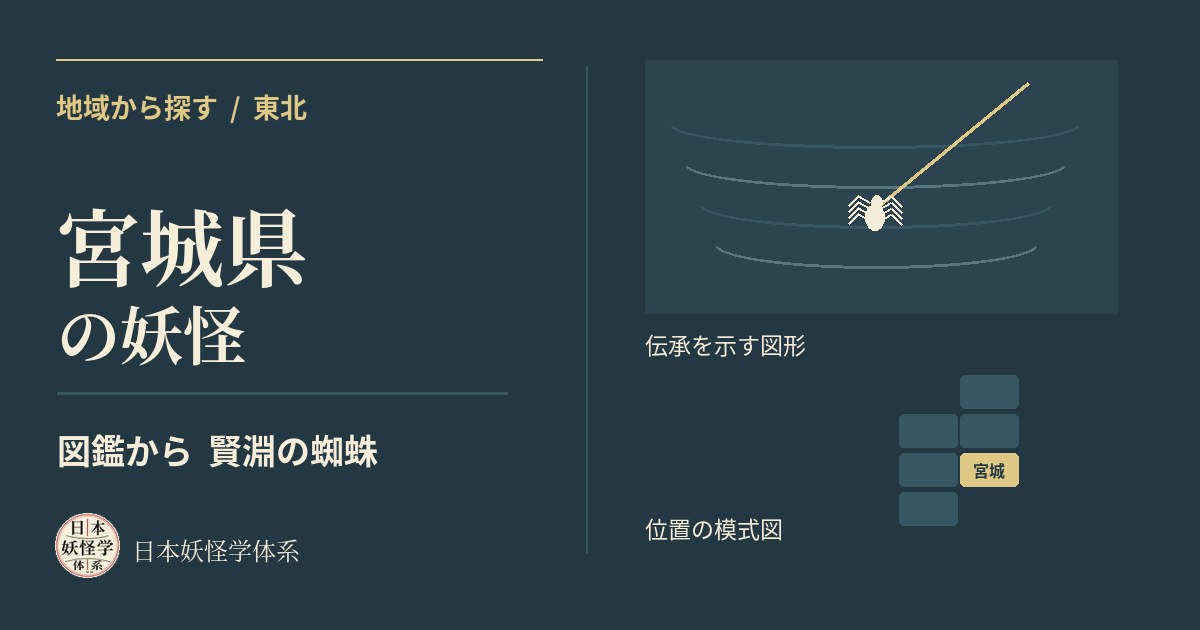 地域から探す / 東北
宮城県
の妖怪
図鑑から 賢淵の蜘蛛
日本
妖怪学
体系
日本妖怪学体系
伝承を示す図形
宮城
位置の模式図